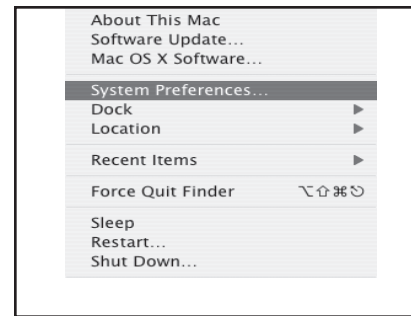 About This Mac
Software Update...
Mac OS X Software...
System Preferences...
Dock ▶
Location ▶
Recent Items ▶
Force Quit Finder ⌥⇧⌘⎋
Sleep
Restart...
Shut Down...